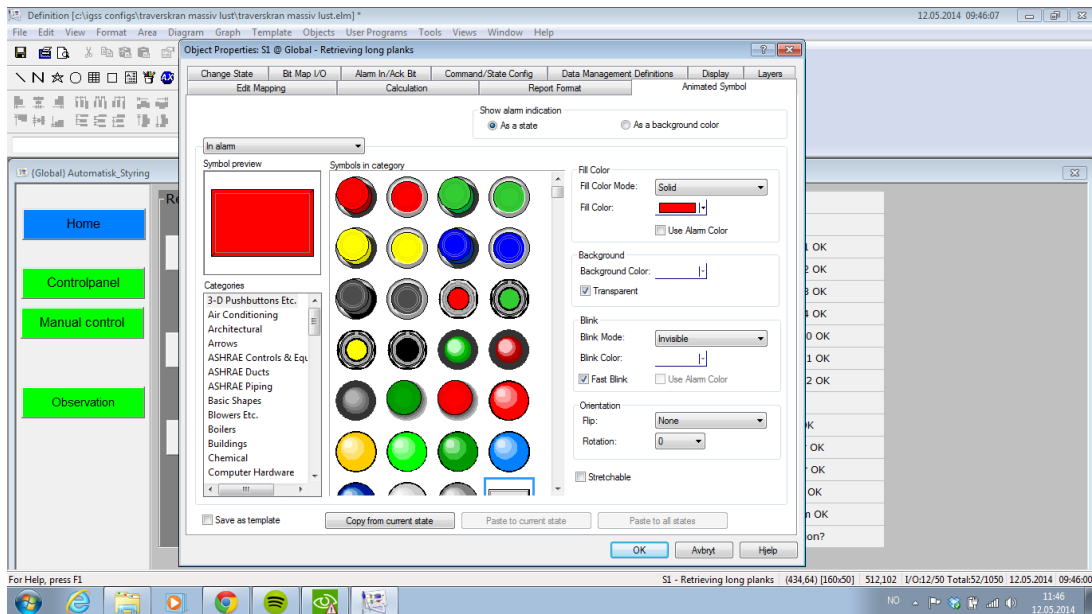 Definition [c:\igss configs\traverskran massiv lust\traverskran massiv lust.elm] *
12.05.2014 09:46:07
File Edit View Format Area Diagram Graph Template Objects User Programs Tools Views Window Help
Object Properties: S1 @ Global - Retrieving long planks
Change State Bit Map I/O Alarm In/Ack Bit Command/State Config Data Management Definitions Display Layers
Edit Mapping Calculation Report Format Animated Symbol
Show alarm indication
As a state As a background color
In alarm
Symbol preview
Symbols in category
Fill Color
Fill Color Mode: Solid
Fill Color:
Use Alarm Color
Background
Background Color:
Transparent
Categories
3-D Pushbuttons Etc.
Air Conditioning
Architectural
Arrows
ASHRAE Controls & Equ
ASHRAE Ducts
ASHRAE Piping
Basic Shapes
Blowers Etc.
Boilers
Buildings
Chemical
Computer Hardware
Blink
Blink Mode: Invisible
Blink Color:
Fast Blink Use Alarm Color
Orientation
Flip: None
Rotation: 0
Stretchable
Save as template Copy from current state Paste to current state Paste to all states
OK Avbryt Hjelp
{Global} Automatisk_Styring
Home
Controlpanel
Manual control
Observation
1 OK
2 OK
3 OK
4 OK
0 OK
1 OK
2 OK
OK
OK
OK
on?
For Help, press F1
S1 - Retrieving long planks (434,64) [160x50] 512,102 I/O:12/50 Total:52/1050 12.05.2014 09:46:00
NO
11:46
12.05.2014